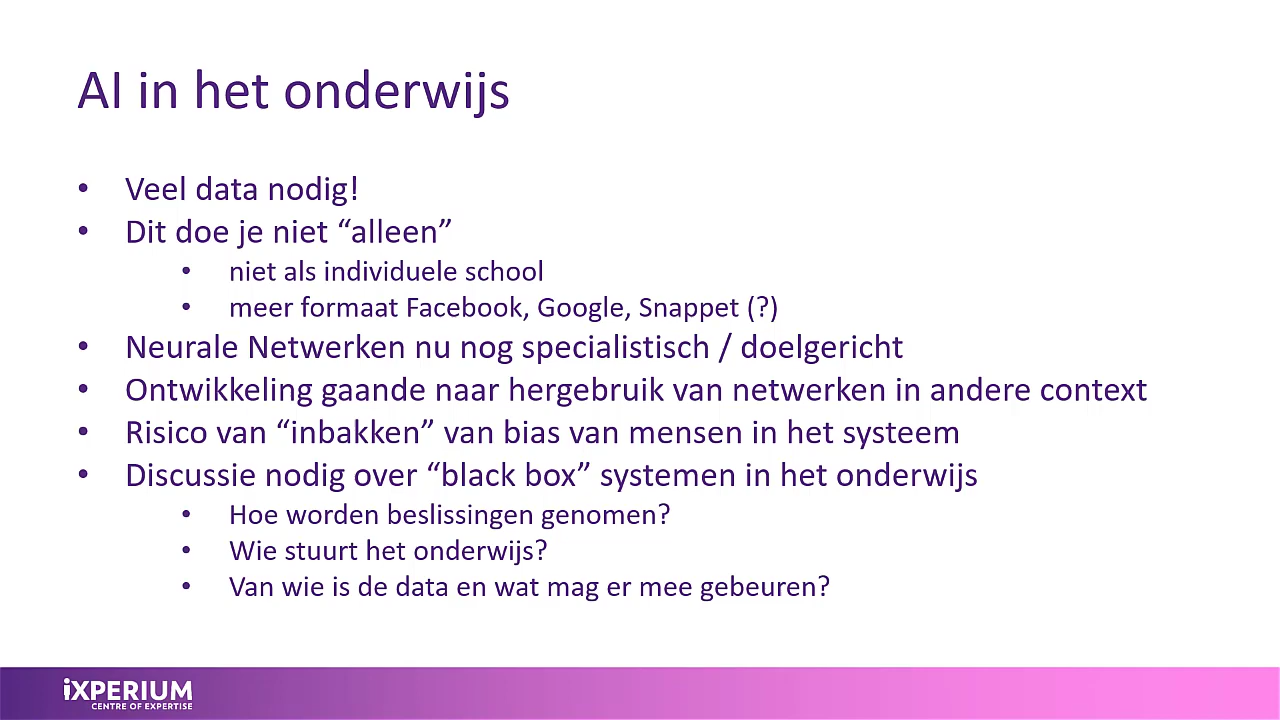 AI in het onderwijs
• Veel data nodig!
• Dit doe je niet “alleen”
• niet als individuele school
• meer formaat Facebook, Google, Snappet (?)
• Neurale Netwerken nu nog specialistisch / doelgericht
• Ontwikkeling gaande naar hergebruik van netwerken in andere context
• Risico van “inbakken” van bias van mensen in het systeem
• Discussie nodig over “black box” systemen in het onderwijs
• Hoe worden beslissingen genomen?
• Wie stuurt het onderwijs?
• Van wie is de data en wat mag er mee gebeuren?
iXPERIUM
CENTRE OF EXPERTISE